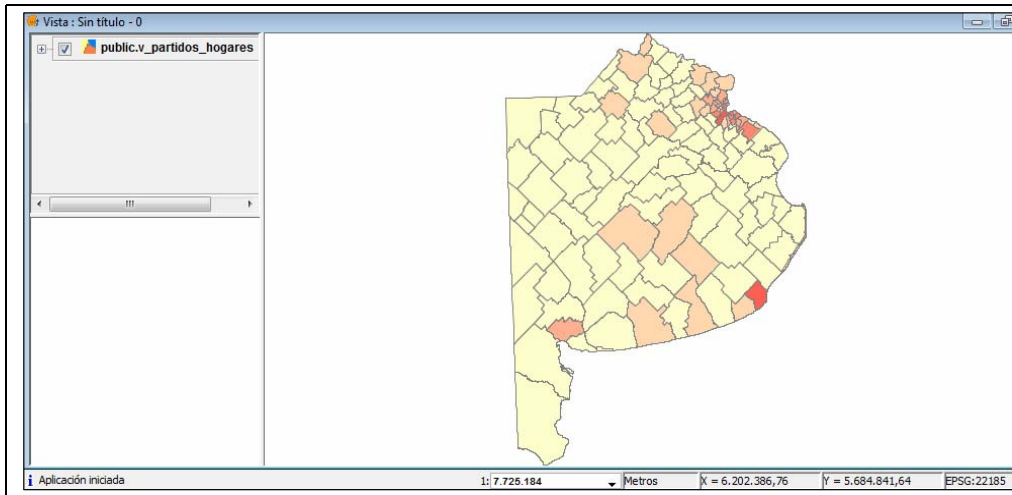 Vista : Sin título - 0
public.v_partidos_hogares
Aplicación iniciada
1: 7.725.184
Metros
X = 6.202.386,76
Y = 5.684.841,64
EPSG:22185